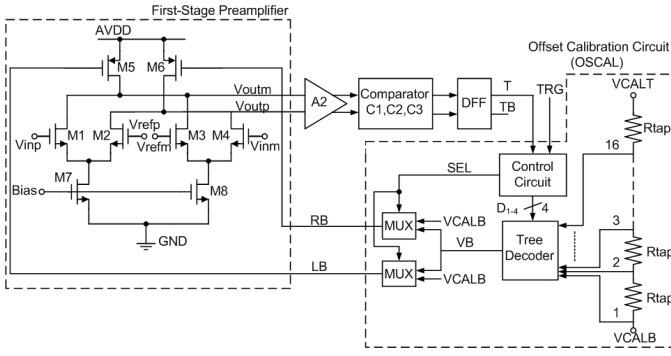 First-Stage Preamplifier
AVDD
M5
M6
Offset Calibration Circuit
(OSCAL)
VCALT
Voutm
Voutp
A2
Comparator
C1,C2,C3
DFF
T
TB
TRG
Rtap
Vinp
M1
M2
Vrefp
Vrefm
M3
M4
Vinm
16
M7
M8
Bias
SEL
Control
Circuit
D1-4
4
RB
MUX
VCALB
VB
Tree
Decoder
3
Rtap
GND
LB
MUX
VCALB
2
Rtap
1
VCALB